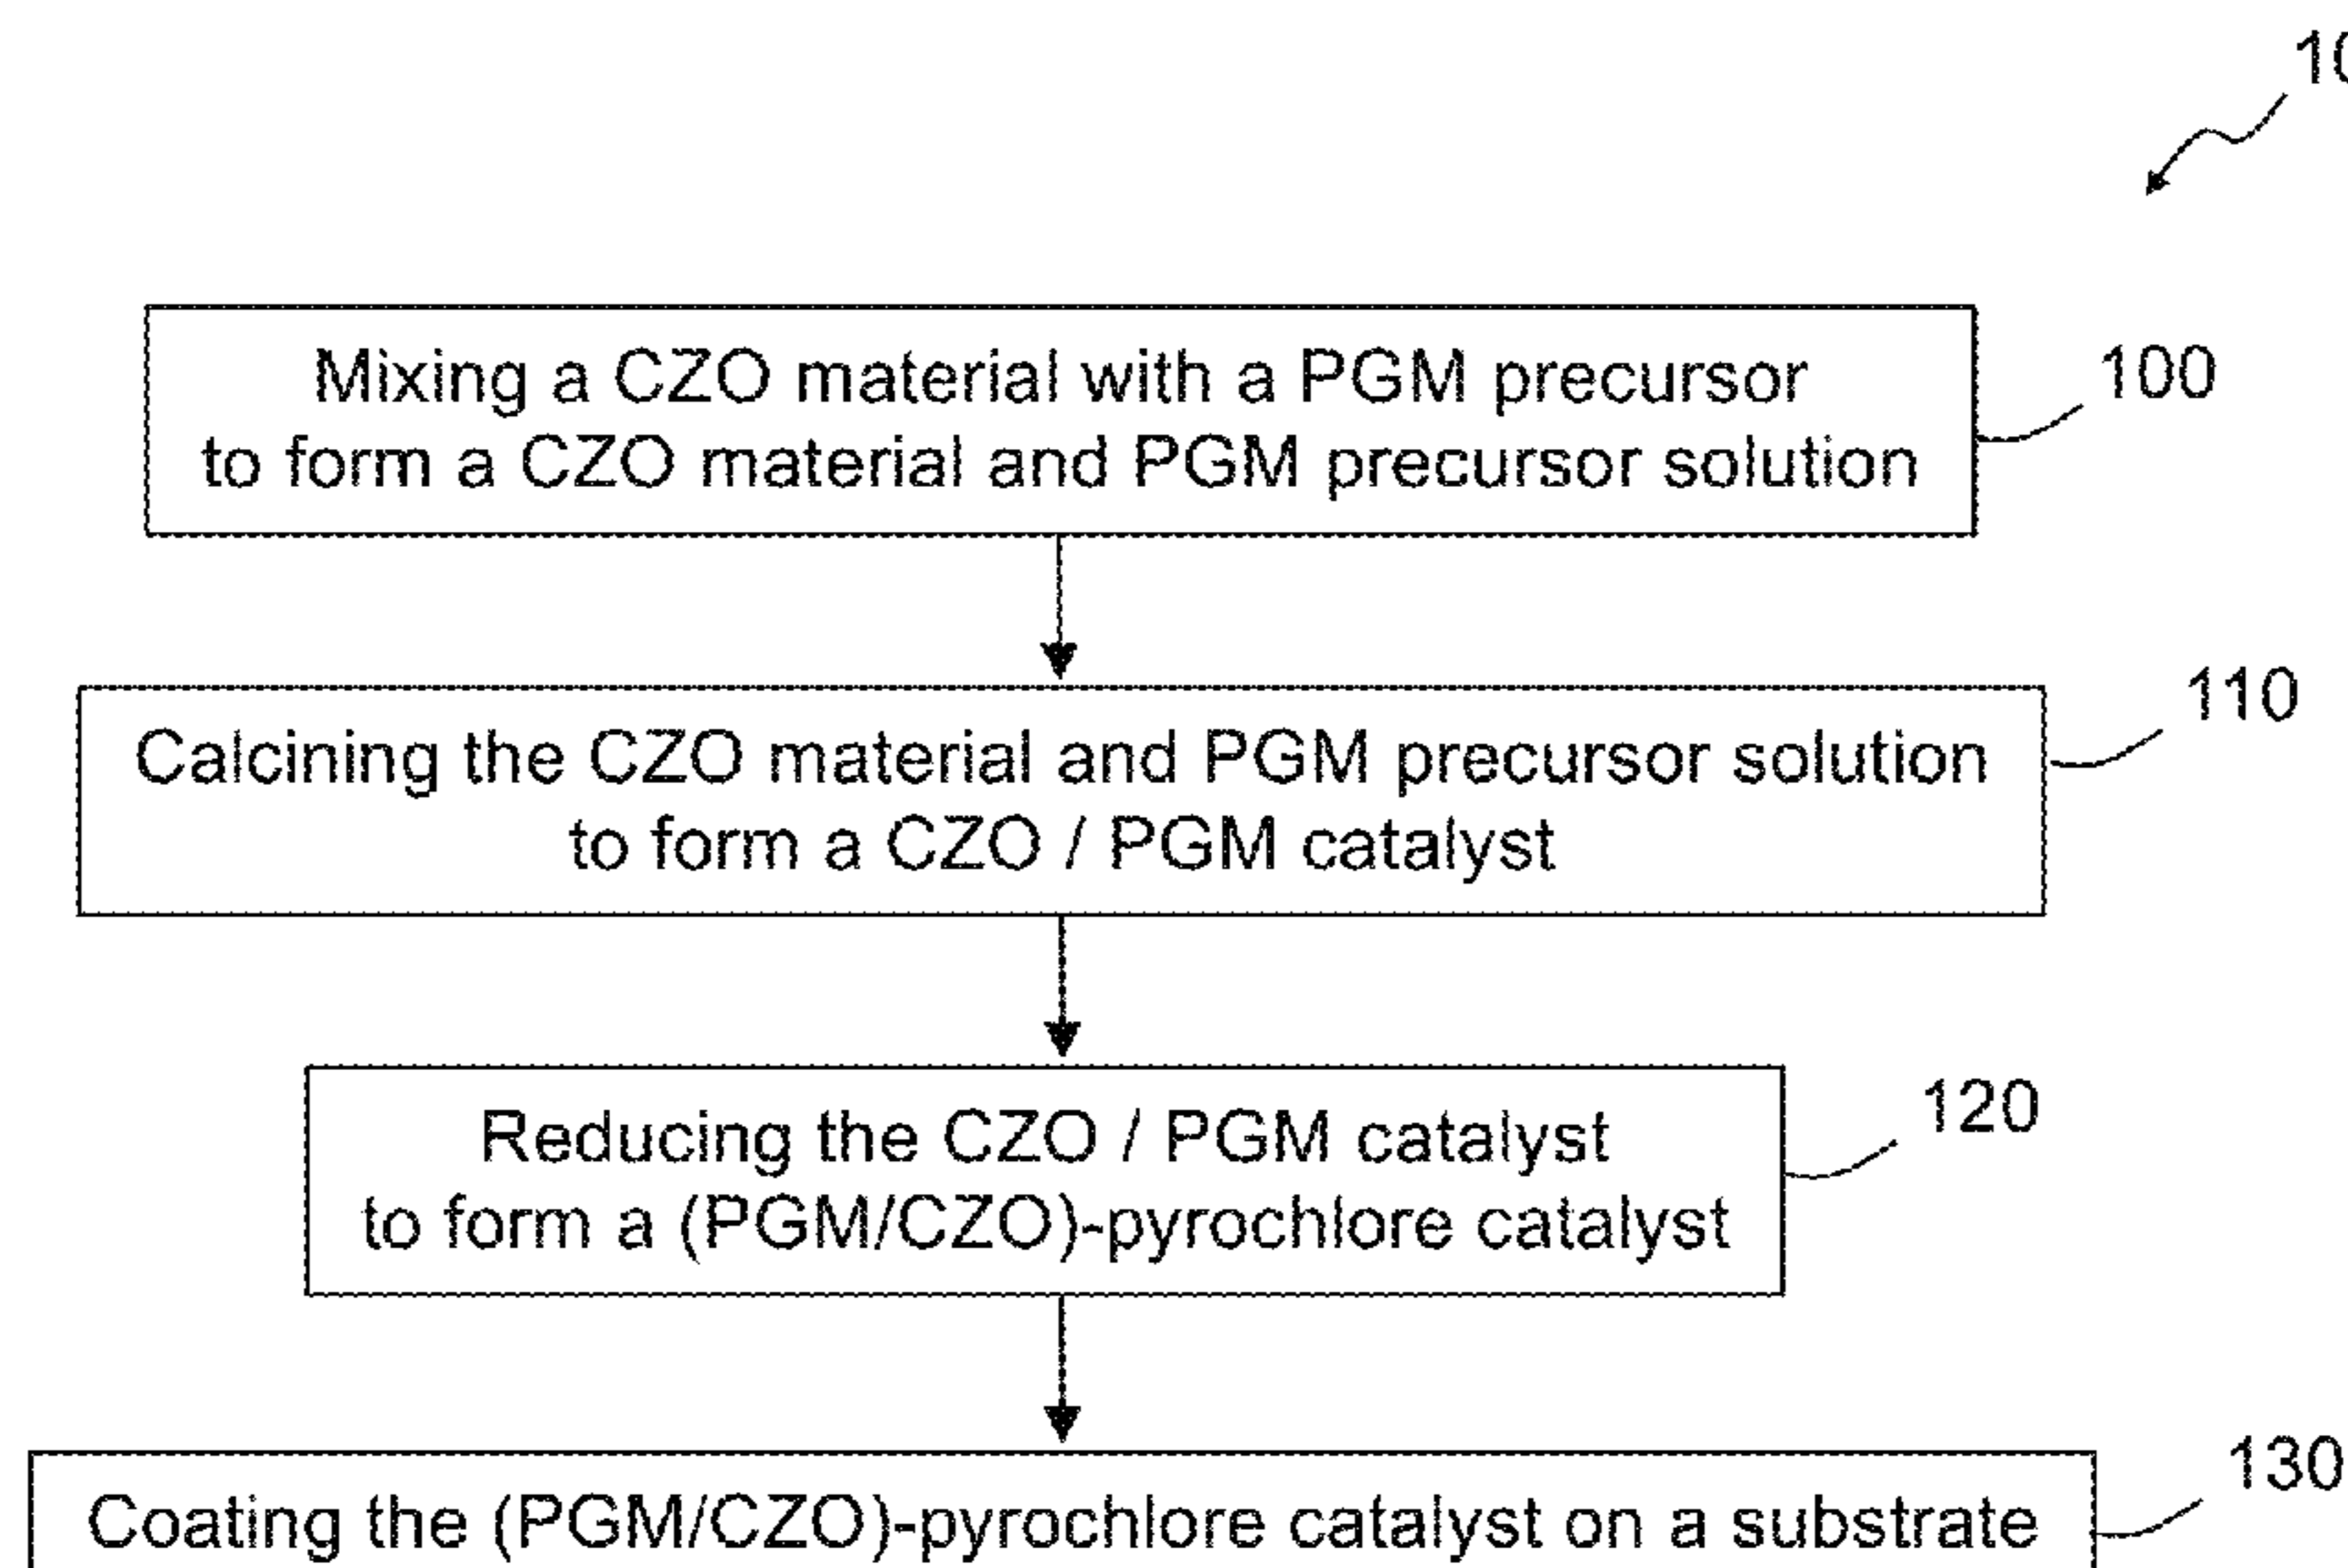 Mixing a CZO material with a PGM precursor
to form a CZO material and PGM precursor solution
100
Calcining the CZO material and PGM precursor solution
to form a CZO / PGM catalyst
110
Reducing the CZO / PGM catalyst
to form a (PGM/CZO)-pyrochlore catalyst
120
Coating the (PGM/CZO)-pyrochlore catalyst on a substrate
130